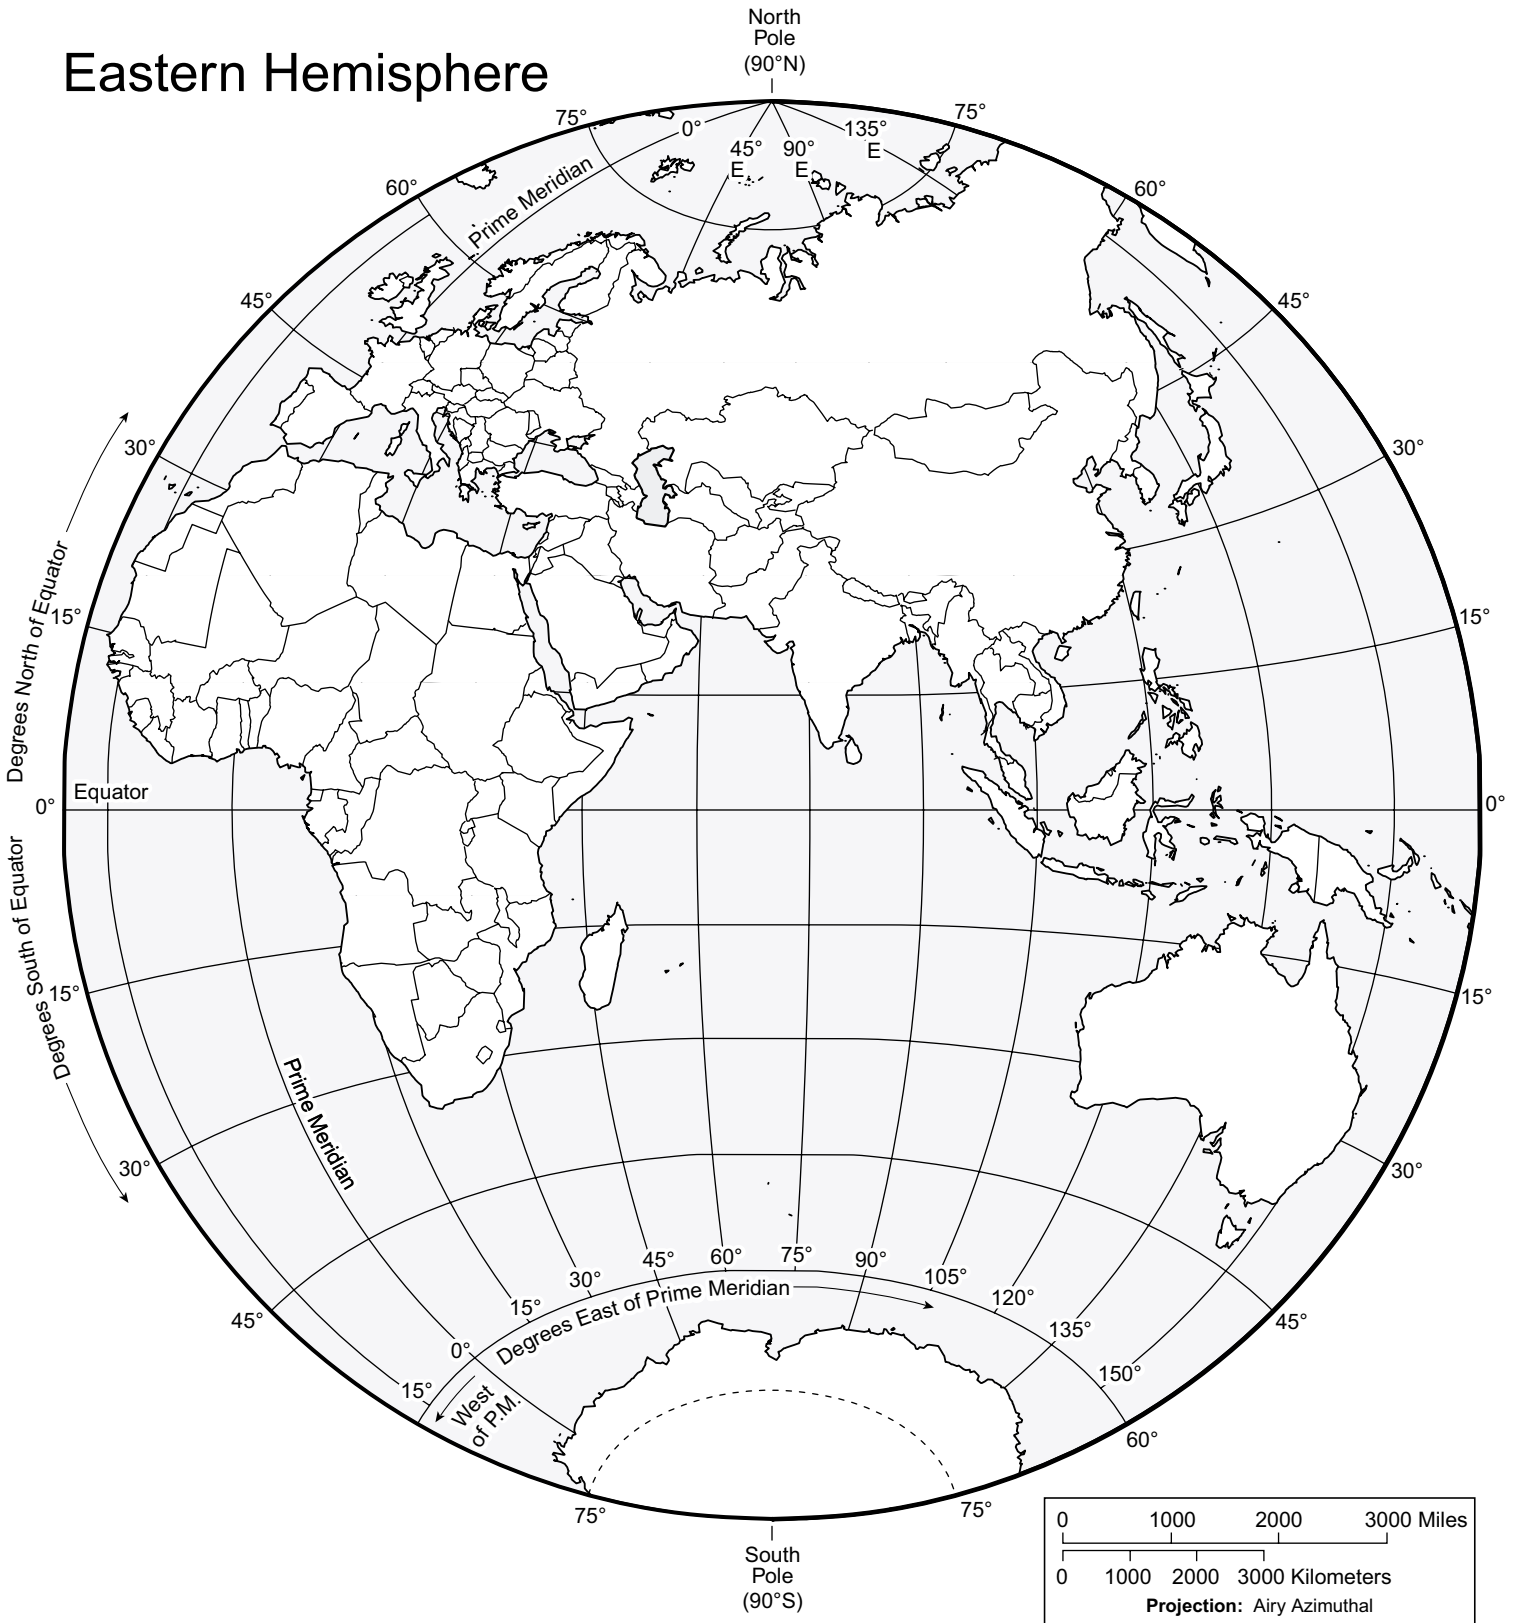 North
Pole
(90°N)
Eastern Hemisphere
75°
0°
45°
E
90°
E
135°
E
75°
60°
Prime Meridian
60°
45°
45°
30°
30°
Degrees North of Equator
15°
15°
Equator
0°
0°
Degrees South of Equator
15°
15°
Prime Meridian
30°
30°
45°
60°
75°
90°
30°
105°
15°
120°
Degrees East of Prime Meridian
45°
45°
0°
135°
15°
150°
West
of P.M.
60°
75°
75°
South
Pole
(90°S)
0 1000 2000 3000 Miles
0 1000 2000 3000 Kilometers
Projection: Airy Azimuthal